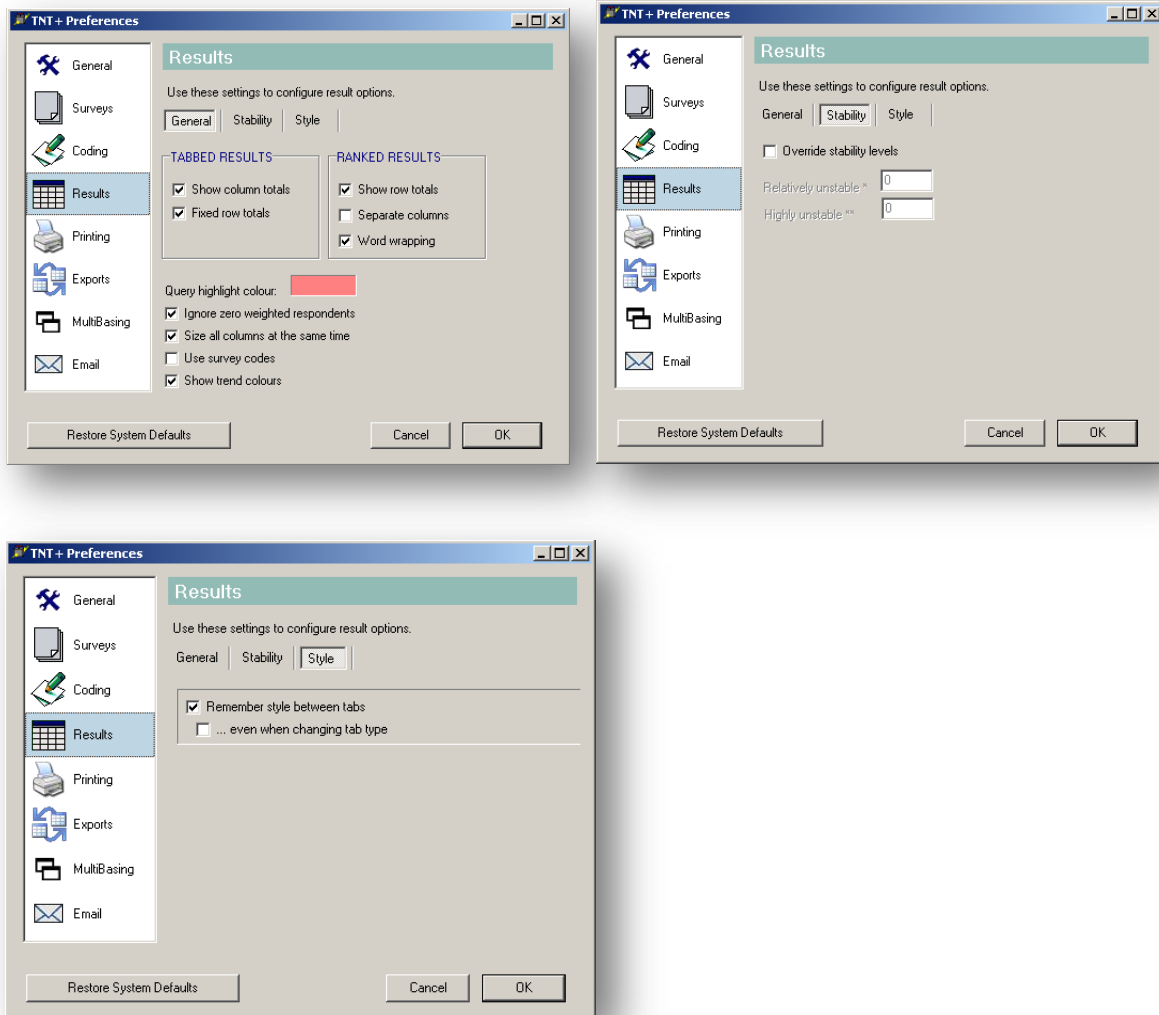 TNT+ Preferences
General
Surveys
Coding
Results
Printing
Exports
MultiBasing
Email
Results
Use these settings to configure result options.
General Stability Style
TABBED RESULTS
Show column totals
Fixed row totals
RANKED RESULTS
Show row totals
Separate columns
Word wrapping
Query highlight colour:
Ignore zero weighted respondents
Size all columns at the same time
Use survey codes
Show trend colours
Restore System Defaults
Cancel
OK
TNT+ Preferences
General
Surveys
Coding
Results
Printing
Exports
MultiBasing
Email
Results
Use these settings to configure result options.
General Stability Style
Override stability levels
Relatively unstable * 0
Highly unstable ** 0
Restore System Defaults
Cancel
OK
TNT+ Preferences
General
Surveys
Coding
Results
Printing
Exports
MultiBasing
Email
Results
Use these settings to configure result options.
General Stability Style
Remember style between tabs
... even when changing tab type
Restore System Defaults
Cancel
OK